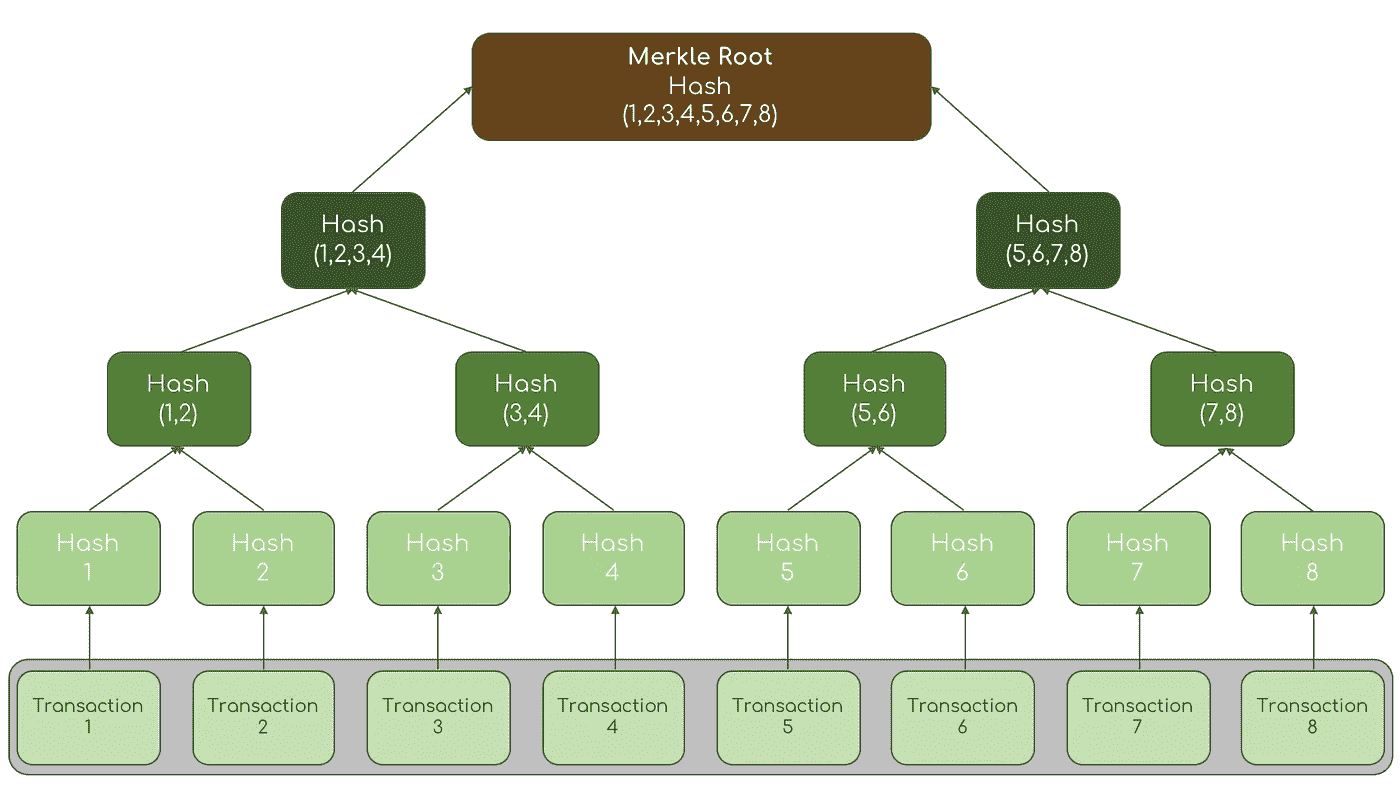 Merkle Root
Hash
(1,2,3,4,5,6,7,8)
Hash
(1,2,3,4)
Hash
(5,6,7,8)
Hash
(1,2)
Hash
(3,4)
Hash
(5,6)
Hash
(7,8)
Hash
1
Hash
2
Hash
3
Hash
4
Hash
5
Hash
6
Hash
7
Hash
8
Transaction
1
Transaction
2
Transaction
3
Transaction
4
Transaction
5
Transaction
6
Transaction
7
Transaction
8